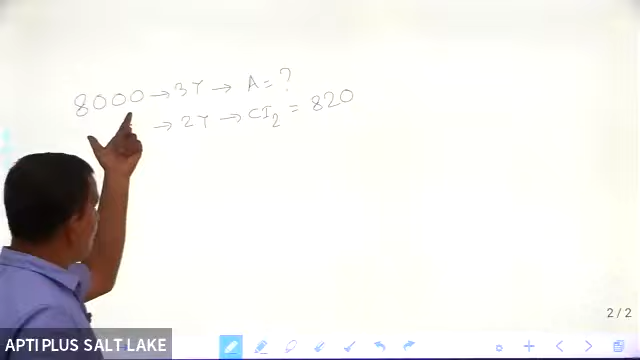 8000 → 3Y → A = ?
→ 2Y → CI₂ = 820
2 / 2
APTI PLUS SALT LAKE